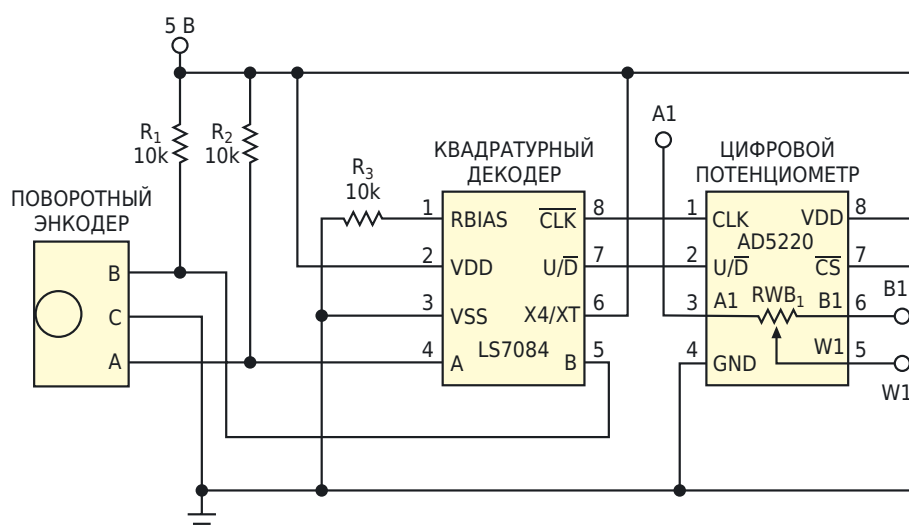 5 В
R1
10k
R2
10k
R3
10k
ПОВОРОТНЫЙ
ЭНКОДЕР
B
C
A
КВАДРАТУРНЫЙ
ДЕКОДЕР
1
RBIAS
CLK
8
2
VDD
U/D
7
3
VSS
X4/XT
6
4
A
LS7084
B
5
A1
ЦИФРОВОЙ
ПОТЕНЦИОМЕТР
1
CLK
VDD
8
AD5220
2
U/D
CS
7
3
A1
RWB1
B1
6
B1
4
GND
W1
5
W1